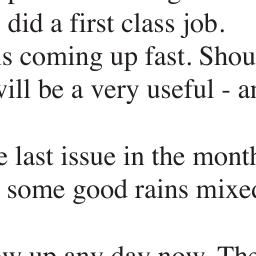 did a first class job.
s coming up fast. Shou
will be a very useful - a
last issue in the month
some good rains mixed
w up any day now. The